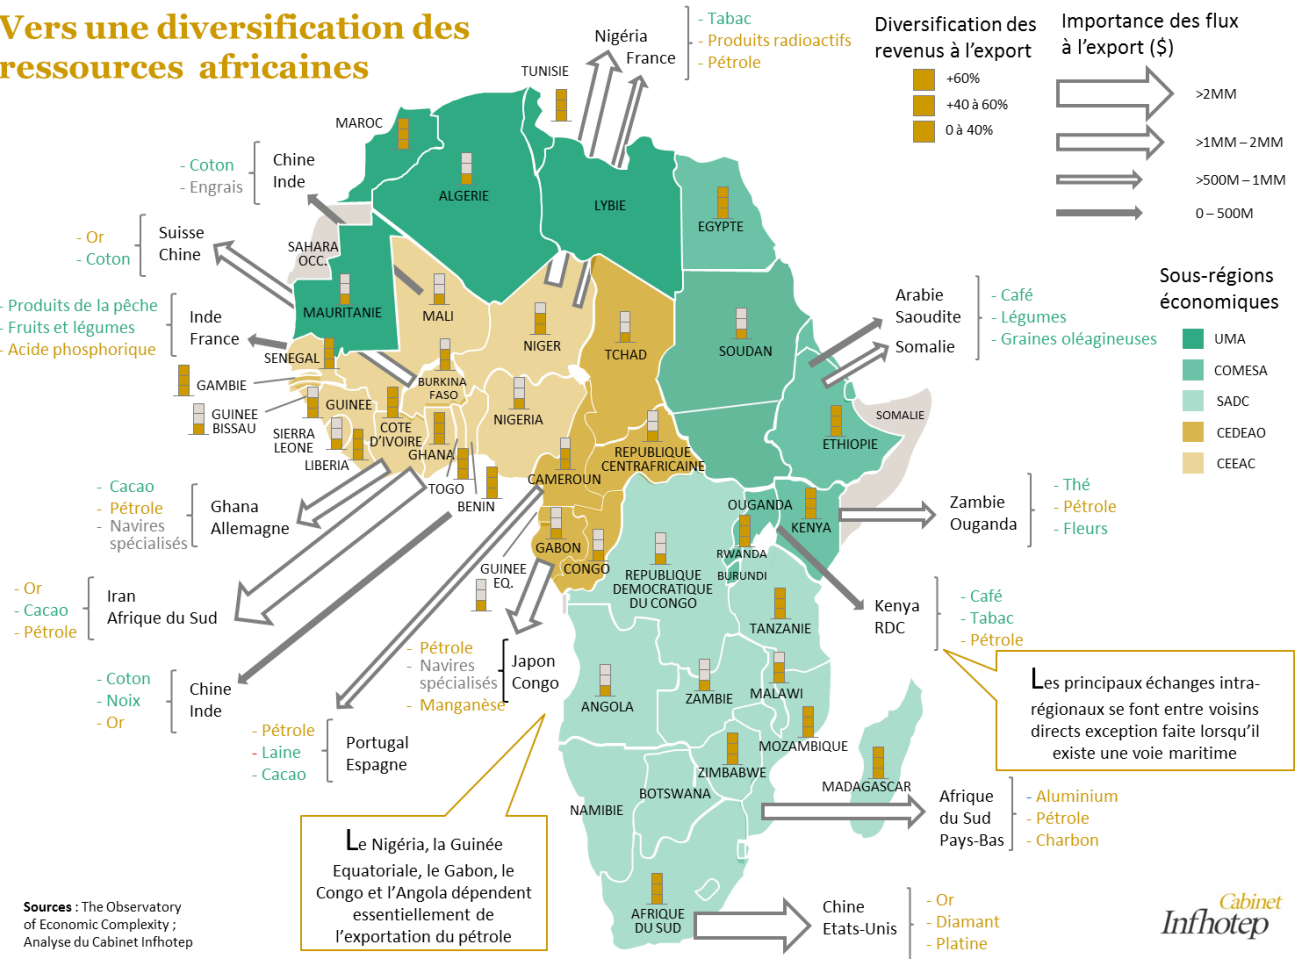 Vers une diversification des
ressources africaines
Nigéria
France
- Tabac
- Produits radioactifs
- Pétrole
Diversification des
revenus à l'export
+60%
+40 à 60%
0 à 40%
Importance des flux
à l'export ($)
>2MM
>1MM – 2MM
>500M – 1MM
0 – 500M
Sous-régions
économiques
UMA
COMESA
SADC
CEDEAO
CEEAC
TUNISIE
MAROC
ALGERIE
LYBIE
EGYPTE
SAHARA
OCC.
MAURITANIE
MALI
NIGER
TCHAD
SOUDAN
SENEGAL
GAMBIE
GUINEE
BISSAU
GUINEE
SIERRA
LEONE
LIBERIA
COTE
D'IVOIRE
BURKINA
FASO
GHANA
TOGO
BENIN
NIGERIA
CAMEROUN
REPUBLIQUE
CENTRAFRICAINE
ETHIOPIE
SOMALIE
OUGANDA
KENYA
RWANDA
BURUNDI
GUINEE
EQ.
GABON
CONGO
REPUBLIQUE
DEMOCRATIQUE
DU CONGO
TANZANIE
ANGOLA
ZAMBIE
MALAWI
MOZAMBIQUE
ZIMBABWE
BOTSWANA
NAMIBIE
MADAGASCAR
AFRIQUE
DU SUD
- Coton
- Engrais
Chine
Inde
- Or
- Coton
Suisse
Chine
- Produits de la pêche
- Fruits et légumes
- Acide phosphorique
Inde
France
- Cacao
- Pétrole
- Navires
spécialisés
Ghana
Allemagne
- Or
- Cacao
- Pétrole
Iran
Afrique du Sud
- Coton
- Noix
- Or
Chine
Inde
- Pétrole
- Laine
- Cacao
Portugal
Espagne
- Pétrole
- Navires
spécialisés
- Manganèse
Japon
Congo
Arabie
Saoudite
Somalie
- Café
- Légumes
- Graines oléagineuses
Zambie
Ouganda
- Thé
- Pétrole
- Fleurs
Kenya
RDC
- Café
- Tabac
- Pétrole
Les principaux échanges intra-
régionaux se font entre voisins
directs exception faite lorsqu'il
existe une voie maritime
Afrique
du Sud
Pays-Bas
- Aluminium
- Pétrole
- Charbon
Chine
Etats-Unis
- Or
- Diamant
- Platine
Le Nigéria, la Guinée
Equatoriale, le Gabon, le
Congo et l'Angola dépendent
essentiellement de
l'exportation du pétrole
Sources : The Observatory
of Economic Complexity ;
Analyse du Cabinet Infhotep
Cabinet
Infhotep